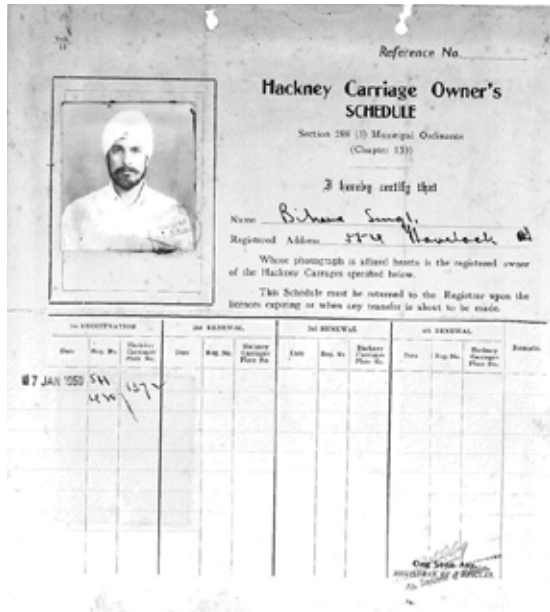 Reference No.
Hackney Carriage Owner's
SCHEDULE
Section 288 (3) Municipal Ordinance
(Chapter 133)
I hereby certify that
Name Singh
Registered Address Havelock Rd
Whose photograph is affixed hereto is the registered owner
of the Hackney Carriages specified below.
This Schedule must be returned to the Registrar upon the
licences expiring or when any transfer is about to be made.
1st REGISTRATION 2nd RENEWAL 3rd RENEWAL 4th RENEWAL Remarks
Date Reg. No. Hackney Carriage Plate No. Date Reg. No. Hackney Carriage Plate No. Date Reg. No. Hackney Carriage Plate No. Date Reg. No. Hackney Carriage Plate No.
7 JAN 1950 SH
REGISTRAR OF VEHICLES